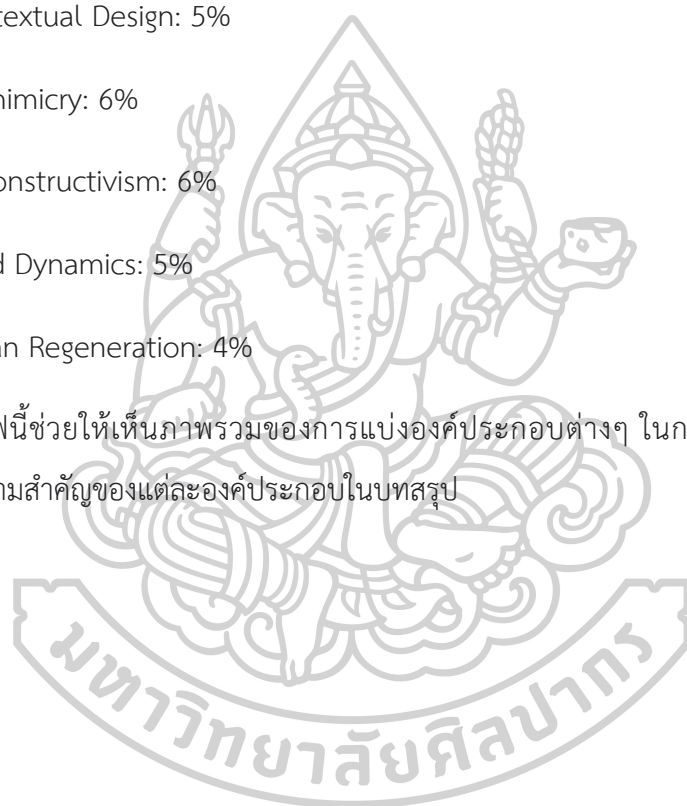 textual Design: 5%
nimicry: 6%
onstructivism: 6%
d Dynamics: 5%
an Regeneration: 4%
ฟนี้ช่วยให้เห็นภาพรวมของการแบ่งองค์ประกอบต่างๆ ในก
ามสำคัญของแต่ละองค์ประกอบในบทสรุป
มหาวิทยาลัยศิลปากร